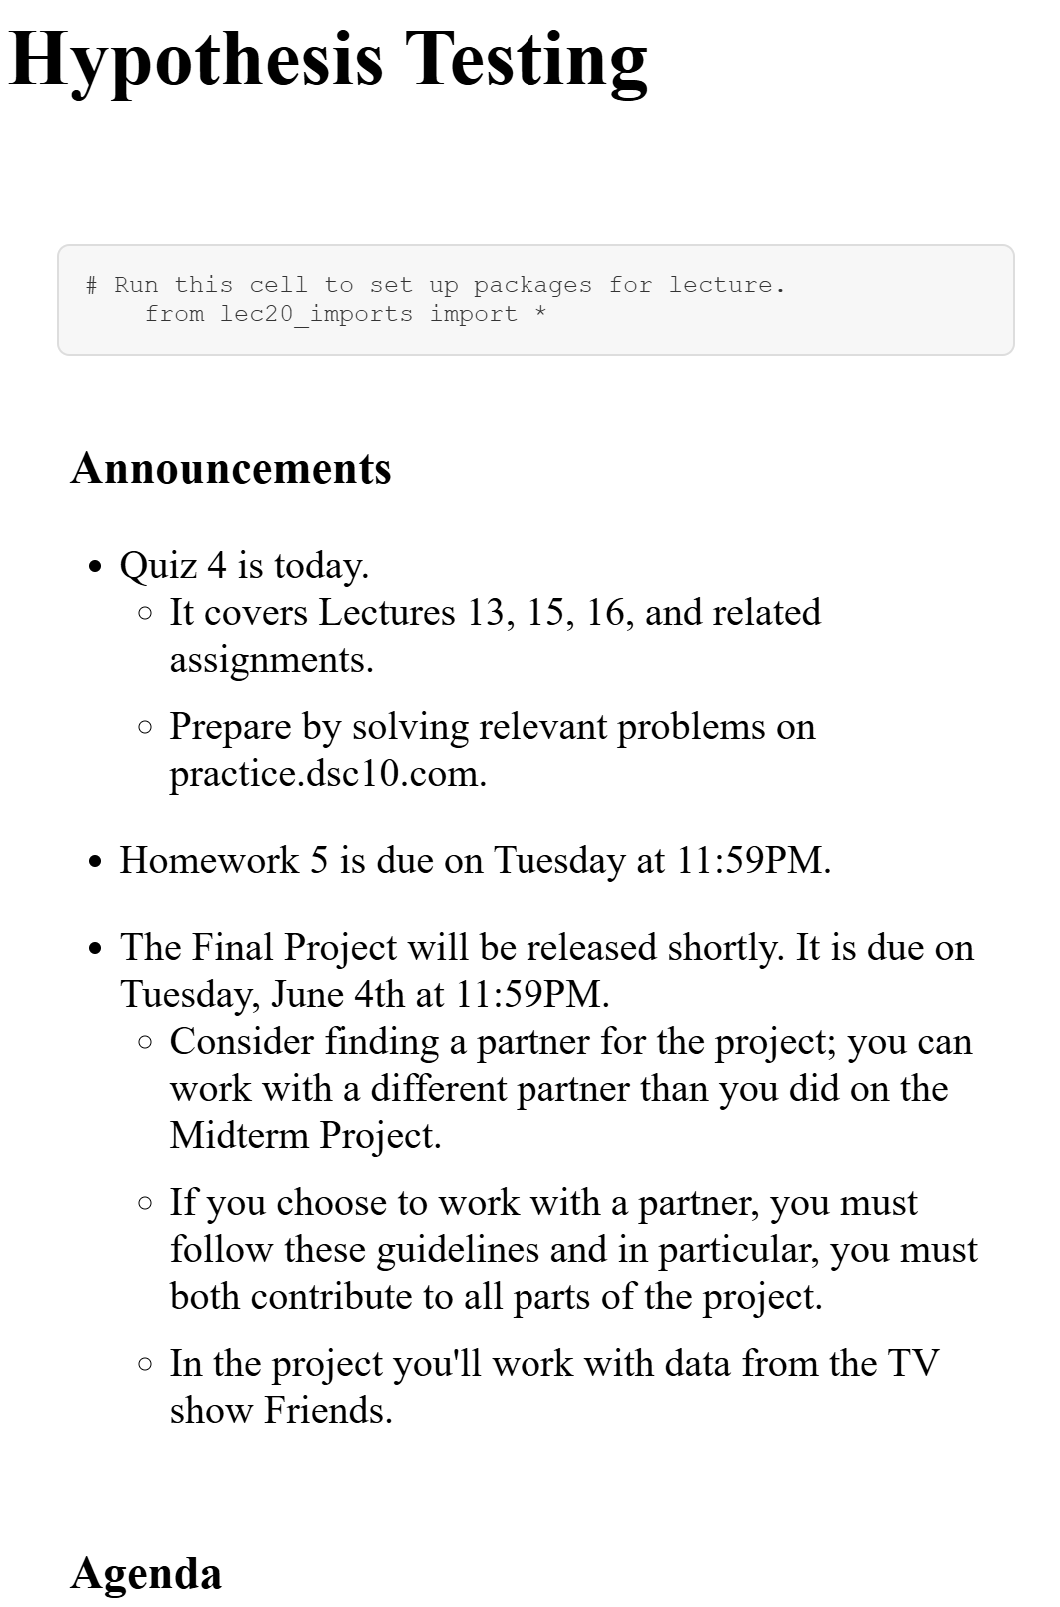 Hypothesis Testing
# Run this cell to set up packages for lecture.
from lec20_imports import *
Announcements
• Quiz 4 is today.
◦ It covers Lectures 13, 15, 16, and related
assignments.
◦ Prepare by solving relevant problems on
practice.dsc10.com.
• Homework 5 is due on Tuesday at 11:59PM.
• The Final Project will be released shortly. It is due on
Tuesday, June 4th at 11:59PM.
◦ Consider finding a partner for the project; you can
work with a different partner than you did on the
Midterm Project.
◦ If you choose to work with a partner, you must
follow these guidelines and in particular, you must
both contribute to all parts of the project.
◦ In the project you'll work with data from the TV
show Friends.
Agenda